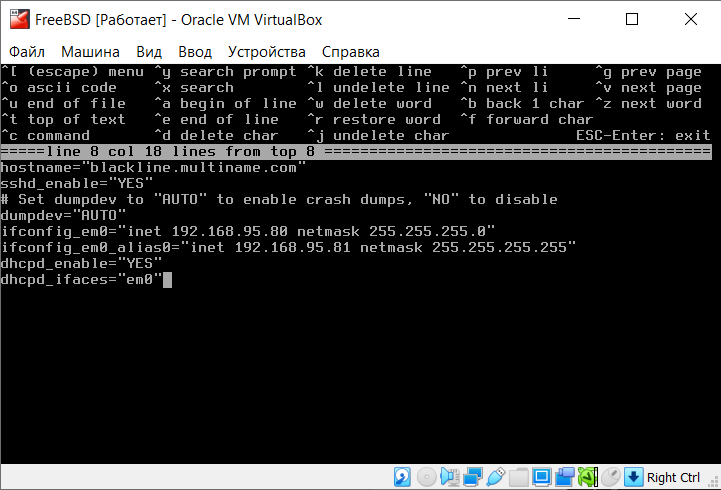 FreeBSD [Работает] - Oracle VM VirtualBox
Файл Машина Вид Ввод Устройства Справка
^[ (escape) menu ^y search prompt ^k delete line ^p prev li ^g prev page
^o ascii code ^x search ^l undelete line ^n next li ^v next page
^u end of file ^a begin of line ^w delete word ^b back 1 char ^z next word
^t top of text ^e end of line ^r restore word ^f forward char
^c command ^d delete char ^j undelete char ESC-Enter: exit
=====line 8 col 18 lines from top 8 ===========================================
hostname="blackline.multiname.com"
sshd_enable="YES"
# Set dumpdev to "AUTO" to enable crash dumps, "NO" to disable
dumpdev="AUTO"
ifconfig_em0="inet 192.168.95.80 netmask 255.255.255.0"
ifconfig_em0_alias0="inet 192.168.95.81 netmask 255.255.255.255"
dhcpd_enable="YES"
dhcpd_ifaces="em0"
Right Ctrl